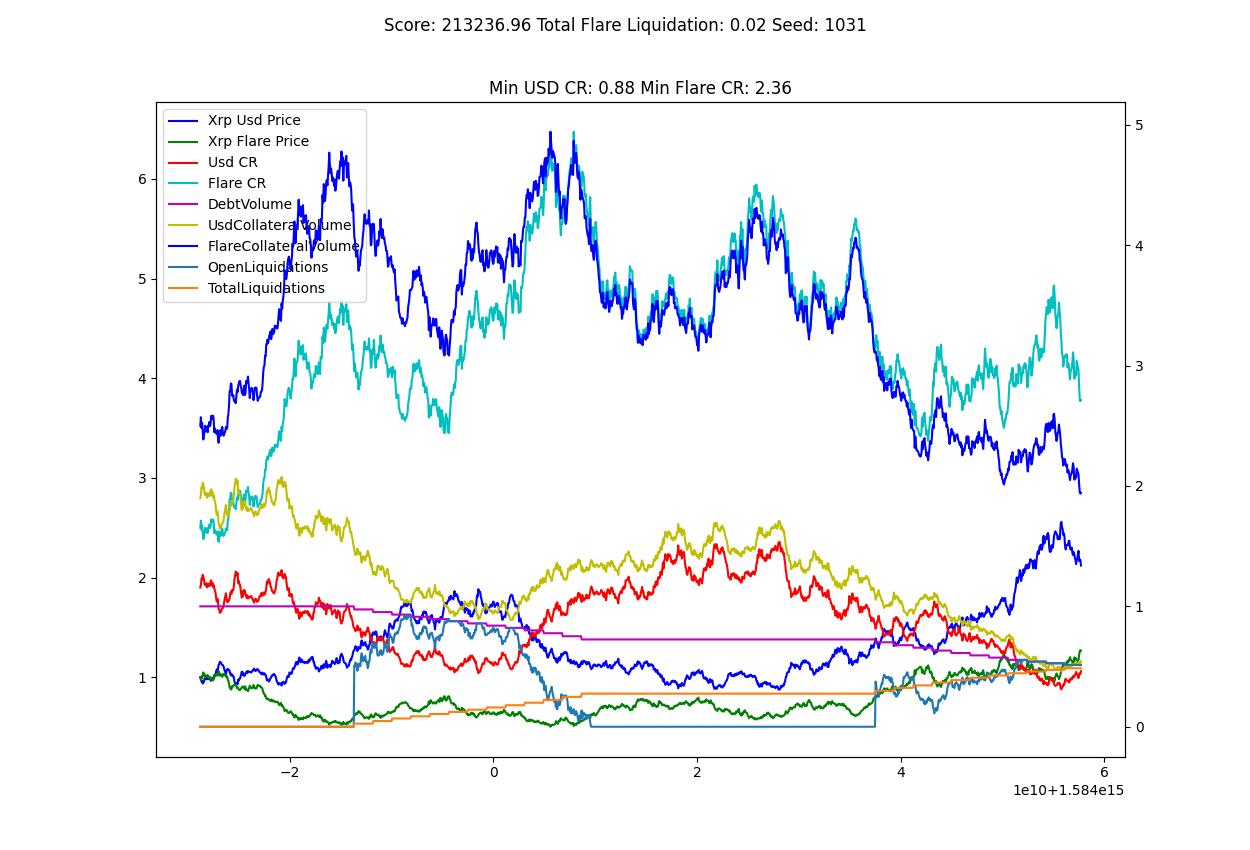 Score: 213236.96 Total Flare Liquidation: 0.02 Seed: 1031
Min USD CR: 0.88 Min Flare CR: 2.36
Xrp Usd Price
Xrp Flare Price
Usd CR
Flare CR
DebtVolume
UsdCollateralVolume
FlareCollateralVolume
OpenLiquidations
TotalLiquidations
6
5
4
3
2
1
5
4
3
2
1
0
−2
0
2
4
6
1e10+1.584e15